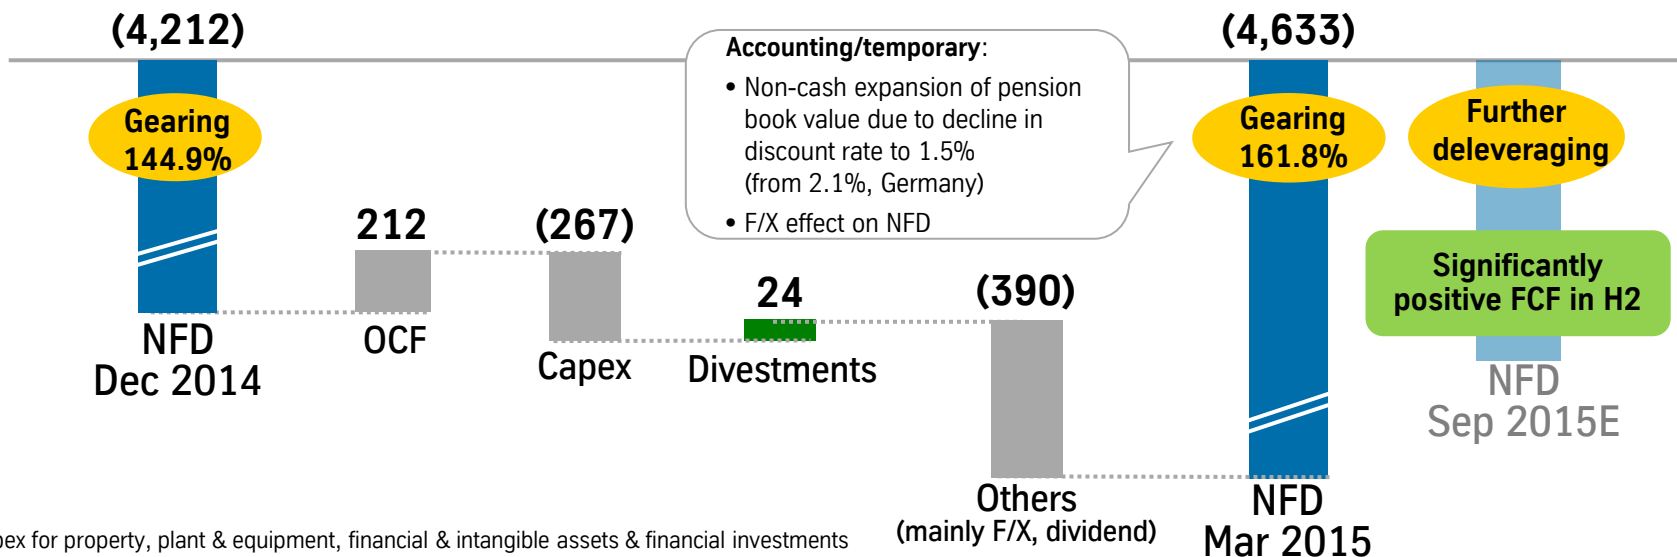 (4,212)
Gearing
144.9%
NFD
Dec 2014
212
OCF
(267)
Capex
24
Divestments
Accounting/temporary:
• Non-cash expansion of pension
book value due to decline in
discount rate to 1.5%
(from 2.1%, Germany)
• F/X effect on NFD
(390)
Others
(mainly F/X, dividend)
(4,633)
Gearing
161.8%
NFD
Mar 2015
Further
deleveraging
Significantly
positive FCF in H2
NFD
Sep 2015E
pex for property, plant & equipment, financial & intangible assets & financial investments